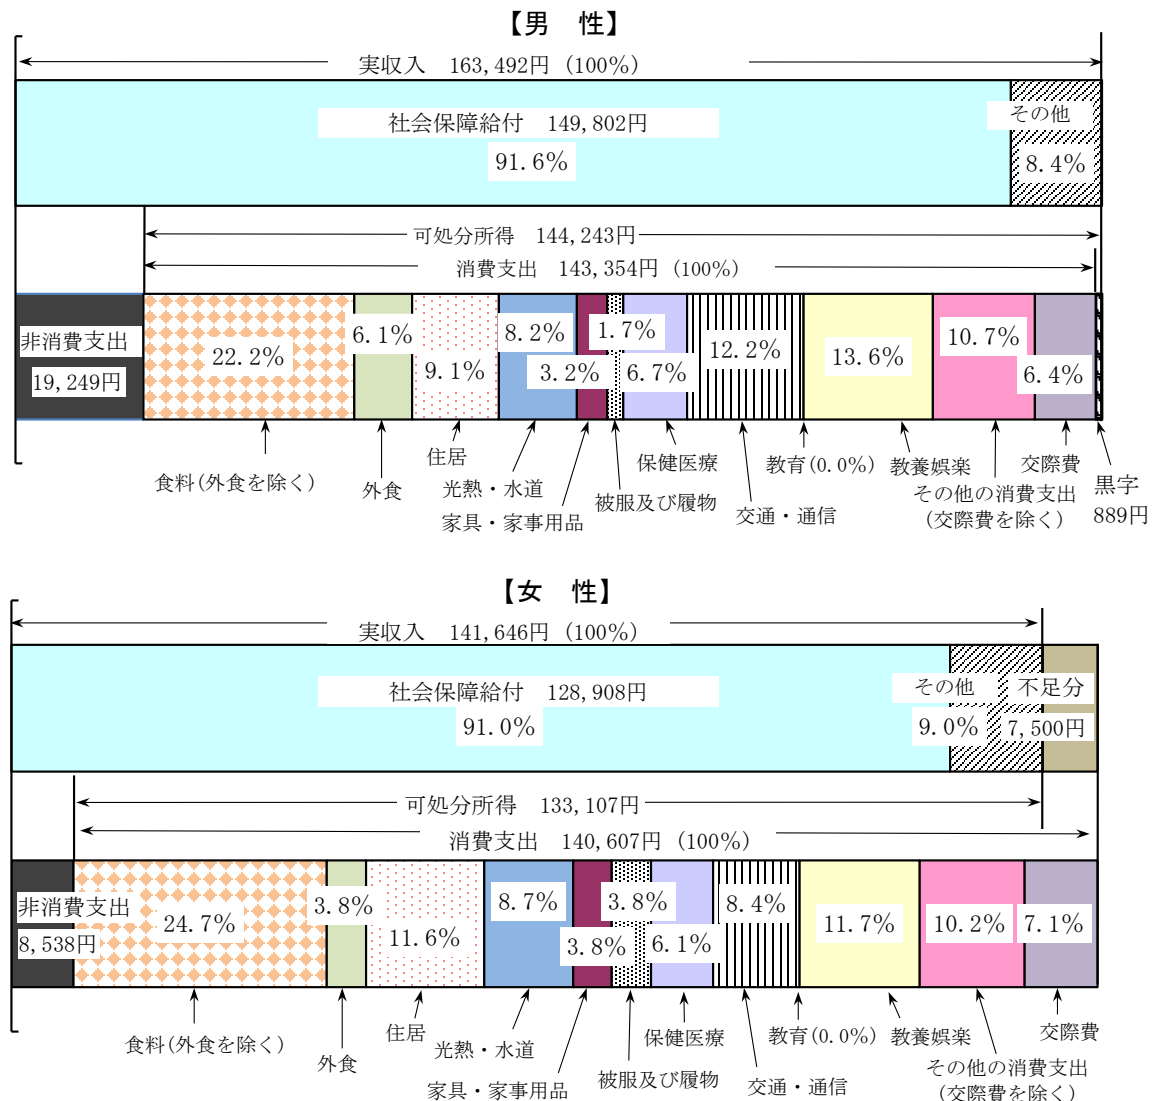 【男　性】
実収入　163,492円（100%）
社会保障給付　149,802円
91.6%
その他
8.4%
可処分所得　144,243円
消費支出　143,354円（100%）
非消費支出
19,249円
22.2%
6.1%
9.1%
8.2%
3.2%
1.7%
6.7%
12.2%
13.6%
10.7%
6.4%
食料(外食を除く)
外食
住居
光熱・水道
家具・家事用品
被服及び履物
保健医療
交通・通信
教育(0.0%)
教養娯楽
その他の消費支出
(交際費を除く)
交際費
黒字
889円
【女　性】
実収入　141,646円（100%）
社会保障給付　128,908円
91.0%
その他
9.0%
不足分
7,500円
可処分所得　133,107円
消費支出　140,607円（100%）
非消費支出
8,538円
24.7%
3.8%
11.6%
8.7%
3.8%
3.8%
6.1%
8.4%
11.7%
10.2%
7.1%
食料(外食を除く)
外食
住居
光熱・水道
家具・家事用品
被服及び履物
保健医療
交通・通信
教育(0.0%)
教養娯楽
その他の消費支出
(交際費を除く)
交際費